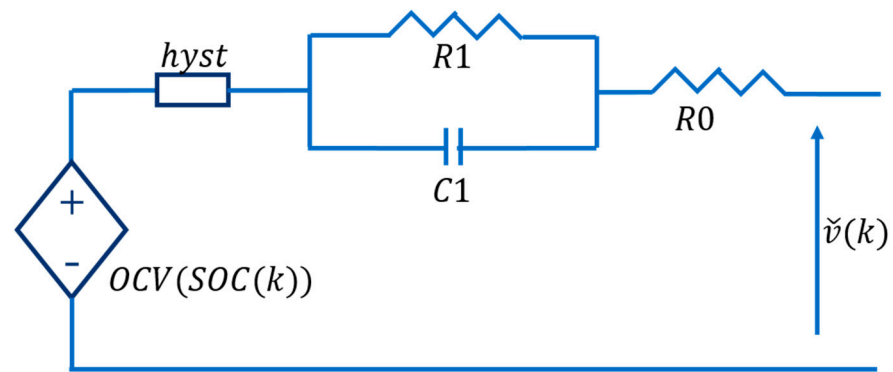 hyst
R1
R0
C1
+
-
OCV(SOC(k))
v̌(k)